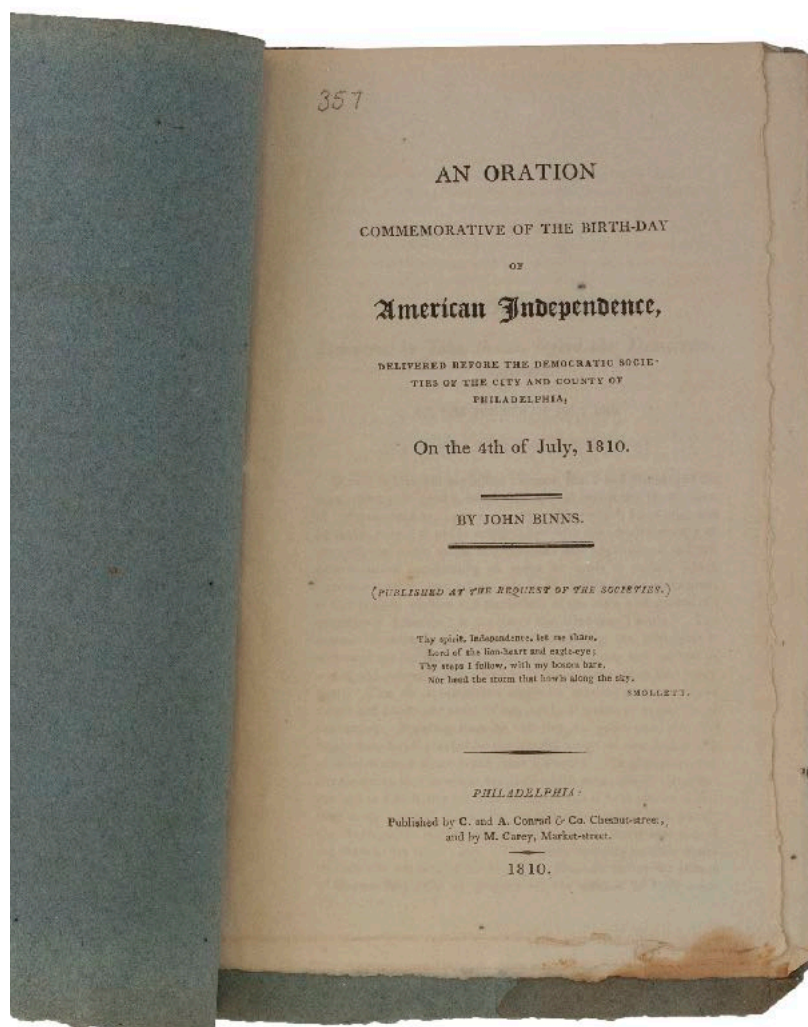 357
AN ORATION
COMMEMORATIVE OF THE BIRTH-DAY
OF
American Independence,
DELIVERED BEFORE THE DEMOCRATIC SOCIE-
TIES OF THE CITY AND COUNTY OF
PHILADELPHIA;
On the 4th of July, 1810.
BY JOHN BINNS.
(PUBLISHED AT THE REQUEST OF THE SOCIETIES.)
Thy spirit, Independence, let me share,
Lord of the lion-heart and eagle-eye;
Thy steps I follow, with my bosom bare,
Nor heed the storm that howls along the sky.
SMOLLETT.
PHILADELPHIA:
Published by C. and A. Conrad & Co. Chesnut-street,
and by M. Carey, Market-street.
1810.